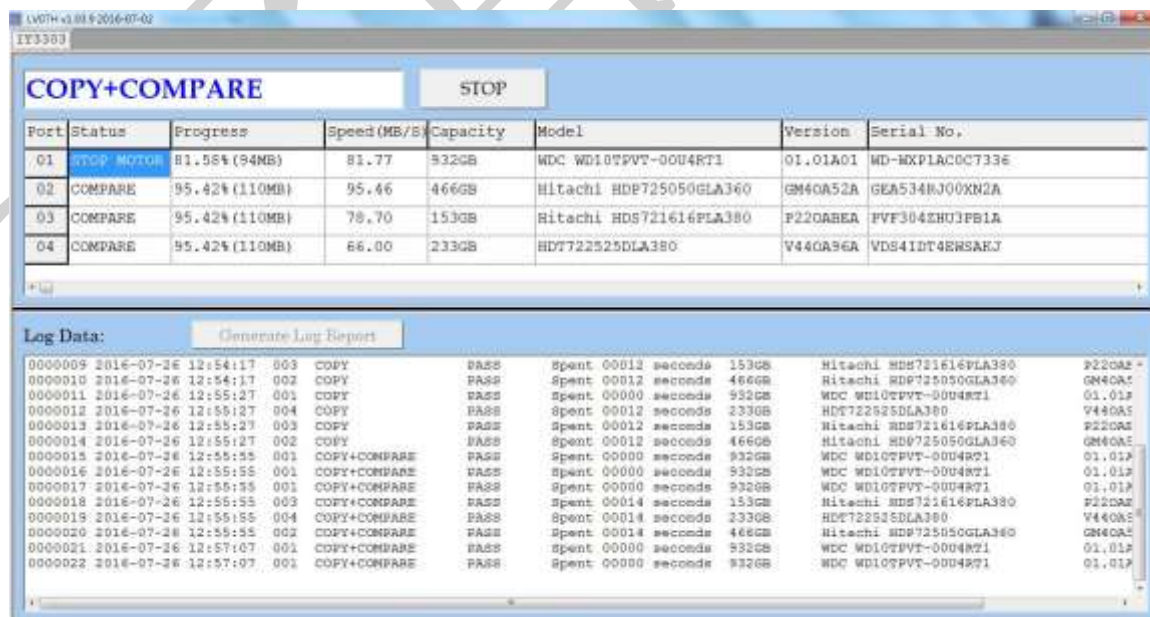 LV0TH v1.03.9 2016-07-02
IT3383
COPY+COMPARE STOP
Port Status Progress Speed(MB/S) Capacity Model Version Serial No.
01 STOP MOTOR 81.58%(94MB) 81.77 932GB WDC WD10TPVT-00U4RT1 01.01A01 WD-WXP1AC0C7336
02 COMPARE 95.42%(110MB) 95.46 466GB Hitachi HDP725050GLA360 GM4OA52A GEA534RJ00XN2A
03 COMPARE 95.42%(110MB) 78.70 153GB Hitachi HDS721616PLA380 P22OABEA PVF304ZHU3PB1A
04 COMPARE 95.42%(110MB) 66.00 233GB HDT722525DLA380 V44OA96A
Log Data: Generate Log Report
0000009 2016-07-26 12:54:17 003 COPY PASS Spent 00012 seconds 153GB Hitachi HDS721616PLA380
0000010 2016-07-26 12:54:17 002 COPY PASS Spent 00012 seconds 466GB Hitachi HDP725050GLA360
0000011 2016-07-26 12:55:27 001 COPY PASS Spent 00000 seconds 932GB WDC WD10TPVT-00U4RT1
0000012 2016-07-26 12:55:27 004 COPY PASS Spent 00012 seconds 233GB HDT722525DLA380
0000013 2016-07-26 12:55:27 003 COPY PASS Spent 00012 seconds 153GB Hitachi HDS721616PLA380
0000014 2016-07-26 12:55:27 002 COPY PASS Spent 00012 seconds 466GB Hitachi HDP725050GLA360
0000015 2016-07-26 12:55:55 001 COPY+COMPARE PASS Spent 00000 seconds 932GB WDC WD10TPVT-00U4RT1
0000016 2016-07-26 12:55:55 001 COPY+COMPARE PASS Spent 00000 seconds 932GB WDC WD10TPVT-00U4RT1
0000017 2016-07-26 12:55:55 001 COPY+COMPARE PASS Spent 00000 seconds 932GB WDC WD10TPVT-00U4RT1
0000018 2016-07-26 12:55:55 003 COPY+COMPARE PASS Spent 00014 seconds 153GB Hitachi HDS721616PLA380
0000019 2016-07-26 12:55:55 004 COPY+COMPARE PASS Spent 00014 seconds 233GB HDT722525DLA380
0000020 2016-07-26 12:55:55 002 COPY+COMPARE PASS Spent 00014 seconds 466GB Hitachi HDP725050GLA360
0000021 2016-07-26 12:57:07 001 COPY+COMPARE PASS Spent 00000 seconds 932GB WDC WD10TPVT-00U4RT1
0000022 2016-07-26 12:57:07 001 COPY+COMPARE PASS Spent 00000 seconds 932GB WDC WD10TPVT-00U4RT1